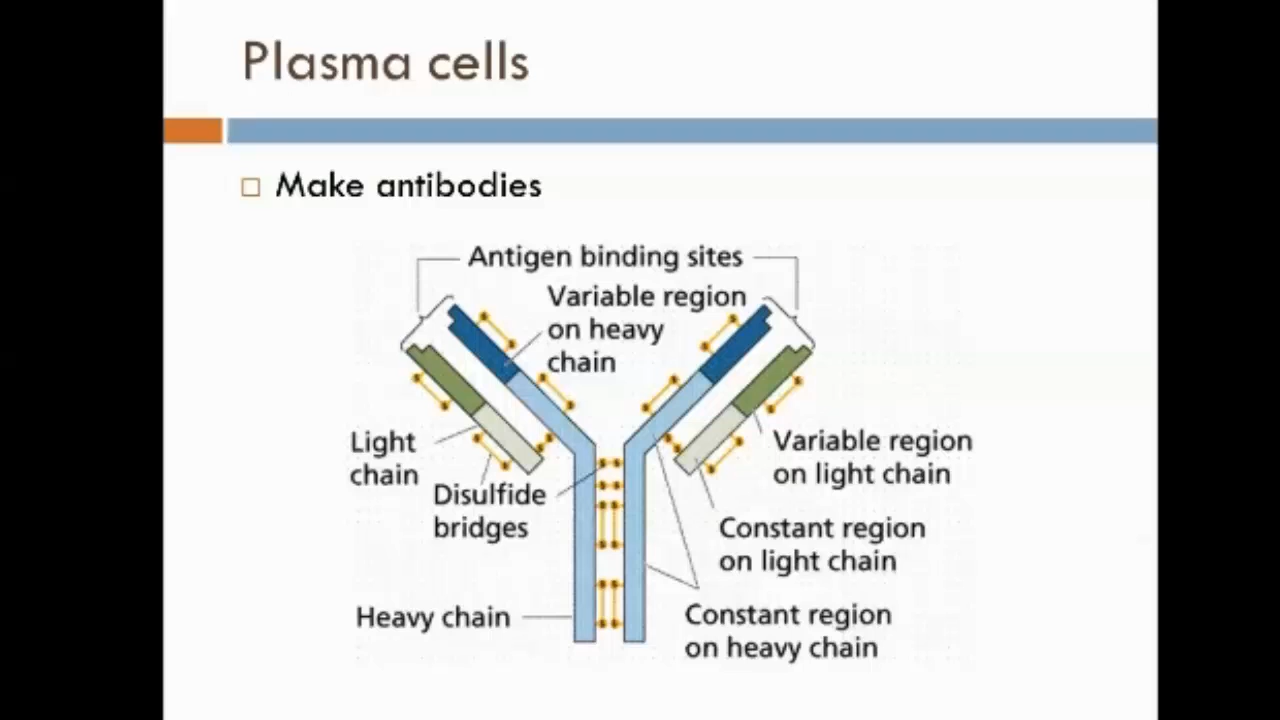 Plasma cells
Make antibodies
Antigen binding sites
Variable region
on heavy
chain
Light
chain
Disulfide
bridges
Variable region
on light chain
Constant region
on light chain
Heavy chain
Constant region
on heavy chain